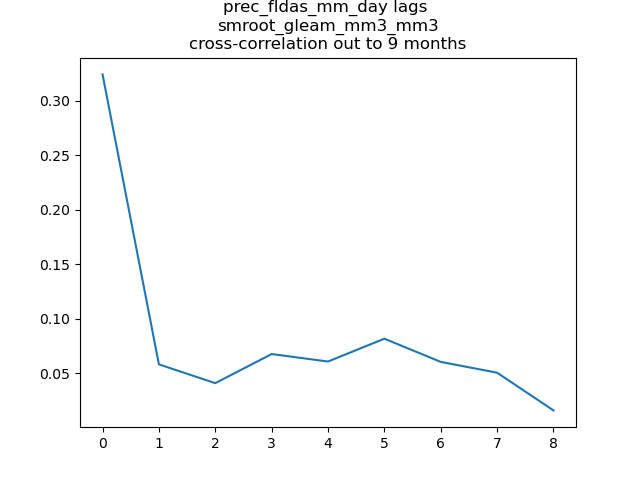 prec_fldas_mm_day lags
smroot_gleam_mm3_mm3
cross-correlation out to 9 months
0.30
0.25
0.20
0.15
0.10
0.05
0 1 2 3 4 5 6 7 8